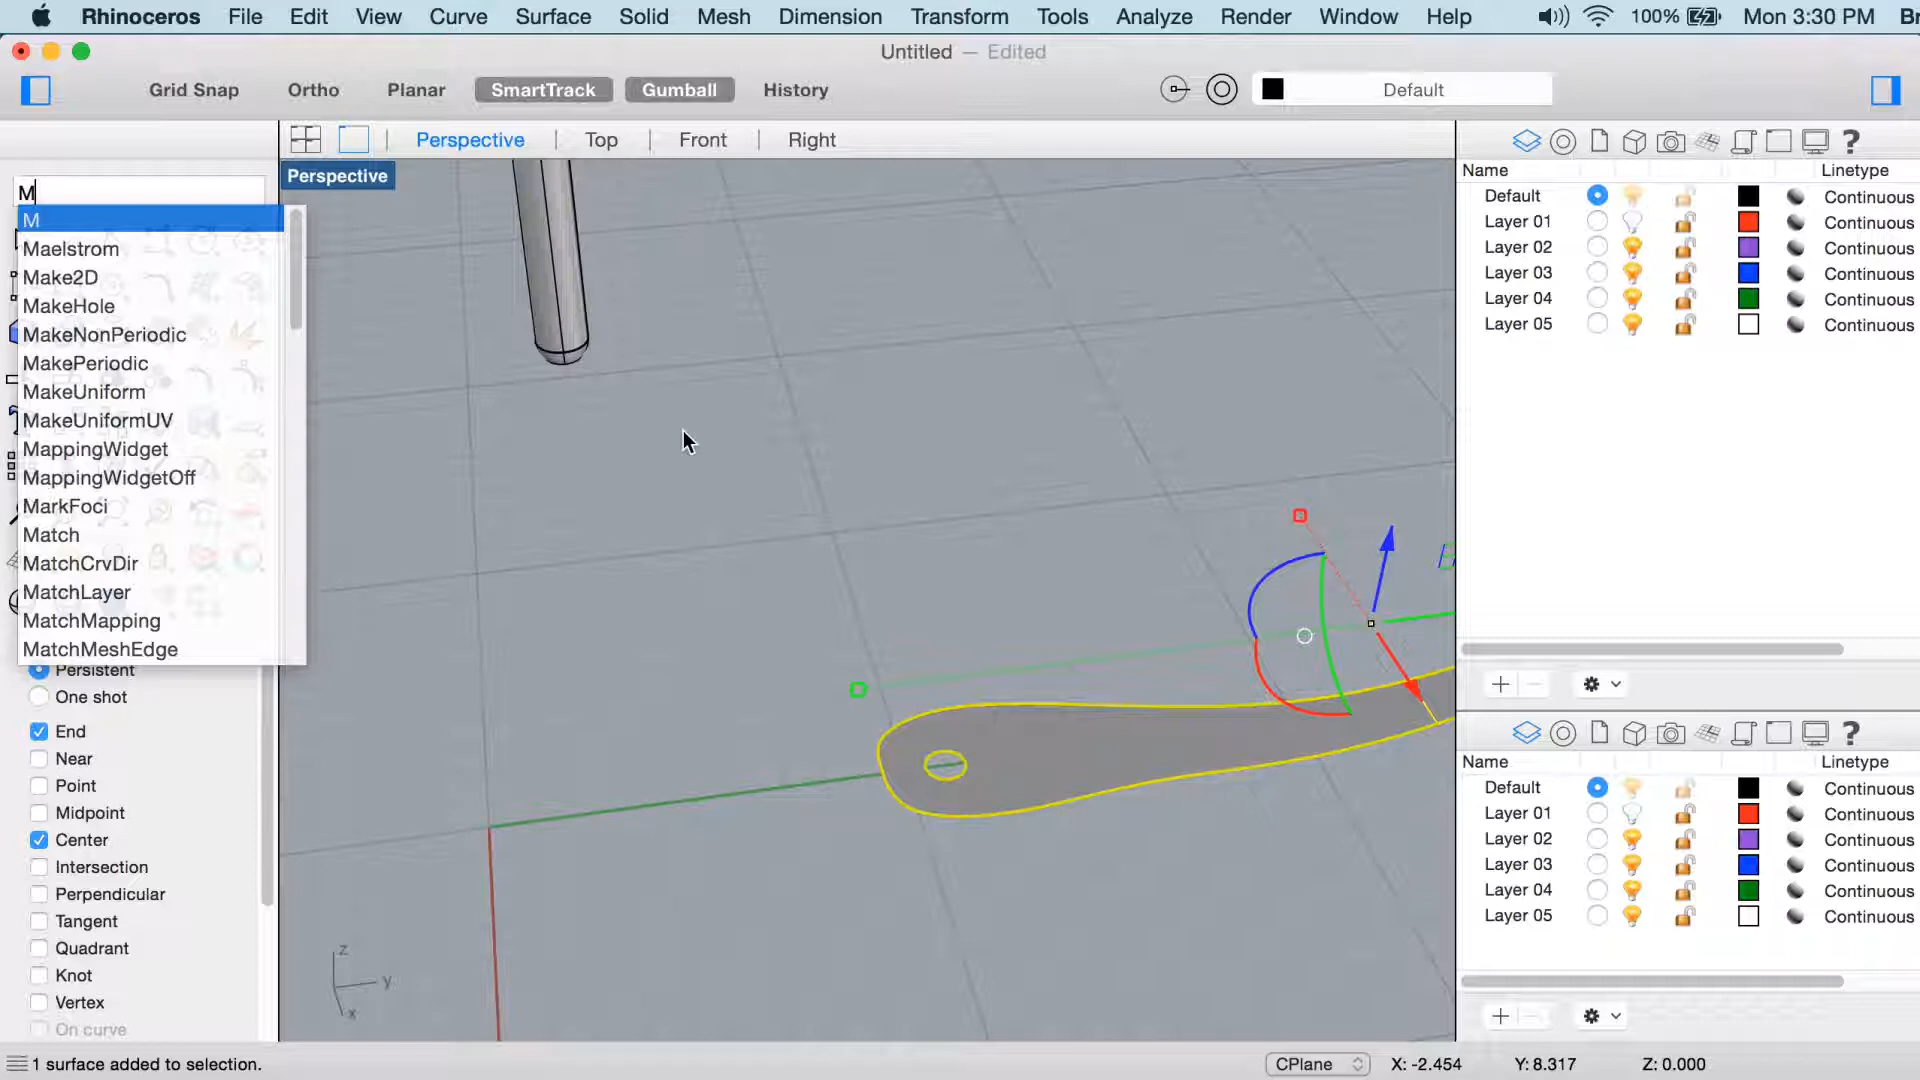 Rhinoceros File Edit View Curve Surface Solid Mesh Dimension Transform Tools Analyze Render Window Help 100% Mon 3:30 PM Br
Untitled — Edited
Grid Snap Ortho Planar SmartTrack Gumball History Default
Perspective Top Front Right
Perspective
M
M
Maelstrom
Make2D
MakeHole
MakeNonPeriodic
MakePeriodic
MakeUniform
MakeUniformUV
MappingWidget
MappingWidgetOff
MarkFoci
Match
MatchCrvDir
MatchLayer
MatchMapping
MatchMeshEdge
Persistent
One shot
End
Near
Point
Midpoint
Center
Intersection
Perpendicular
Tangent
Quadrant
Knot
Vertex
On curve
z
y
x
Name Linetype
Default Continuous
Layer 01 Continuous
Layer 02 Continuous
Layer 03 Continuous
Layer 04 Continuous
Layer 05 Continuous
Name Linetype
Default Continuous
Layer 01 Continuous
Layer 02 Continuous
Layer 03 Continuous
Layer 04 Continuous
Layer 05 Continuous
1 surface added to selection. CPlane X: -2.454 Y: 8.317 Z: 0.000